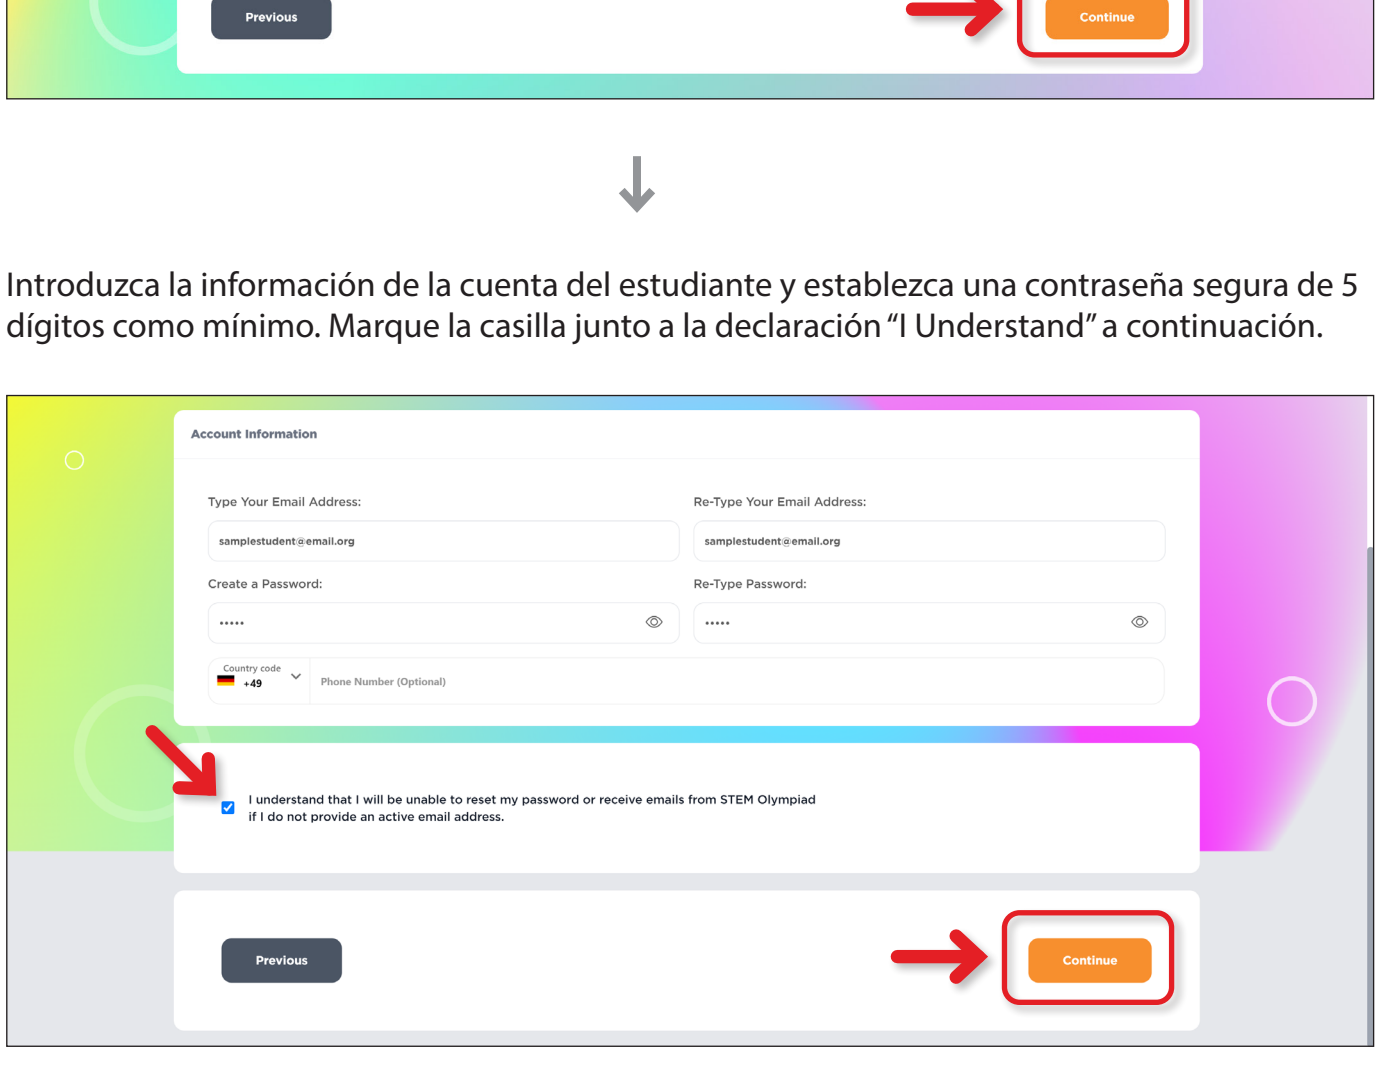 Previous
Continue
Introduzca la información de la cuenta del estudiante y establezca una contraseña segura de 5
dígitos como mínimo. Marque la casilla junto a la declaración “I Understand” a continuación.
Account Information
Type Your Email Address:
Re-Type Your Email Address:
samplestudent@email.org
samplestudent@email.org
Create a Password:
Re-Type Password:
•••••
•••••
Country code
+49
Phone Number (Optional)
I understand that I will be unable to reset my password or receive emails from STEM Olympiad
if I do not provide an active email address.
Previous
Continue